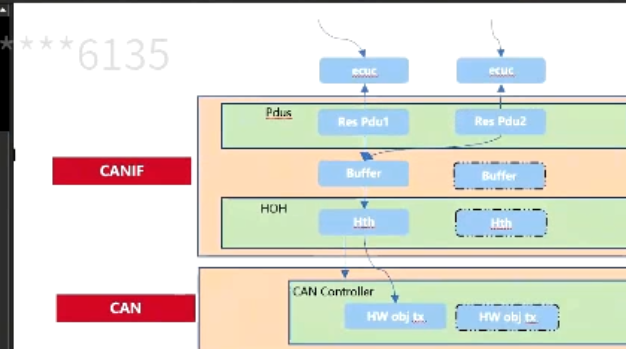 ****6135
ecuc
ecuc
Pdus
Res Pdu1
Res Pdu2
CANIF
Buffer
Buffer
HOH
Hth
Hth
CAN Controller
CAN
HW obj tx
HW obj tx